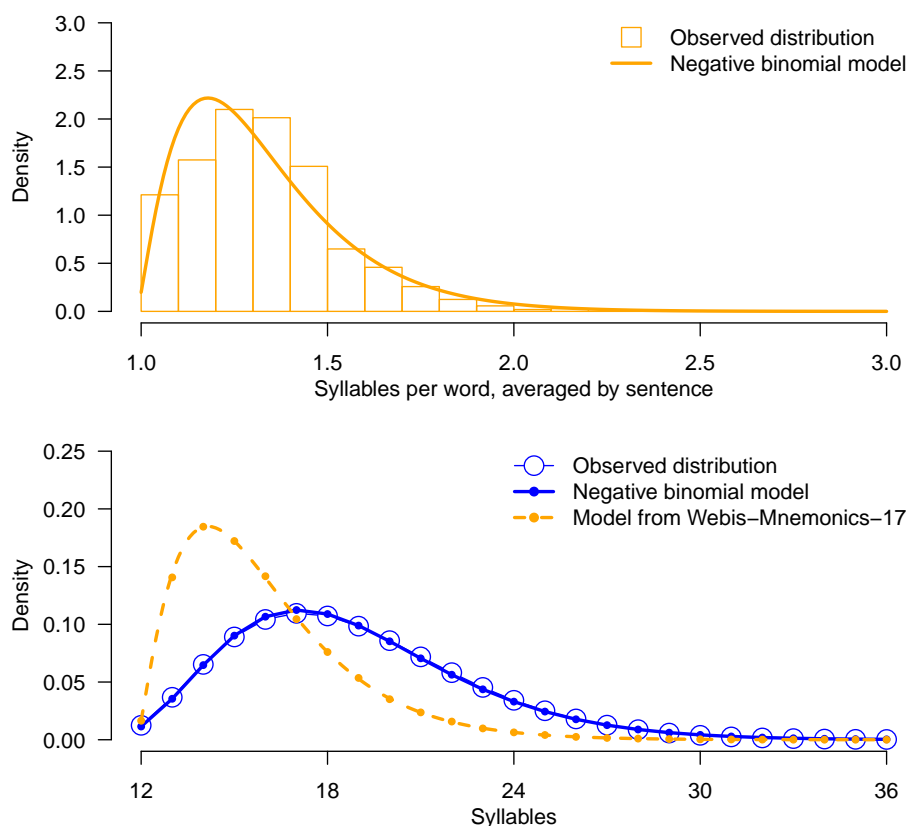 3.0
2.5
2.0
1.5
1.0
0.5
0.0
Density
Observed distribution
Negative binomial model
1.0 1.5 2.0 2.5 3.0
Syllables per word, averaged by sentence
0.25
0.20
0.15
0.10
0.05
0.00
Density
Observed distribution
Negative binomial model
Model from Webis−Mnemonics−17
12 18 24 30 36
Syllables